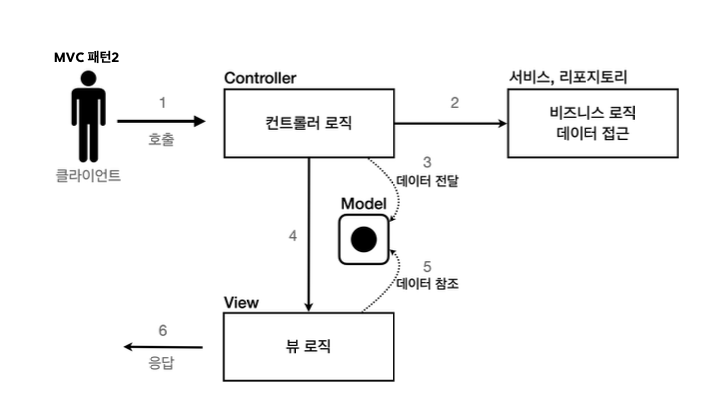 MVC 패턴2
클라이언트
1
호출
Controller
컨트롤러 로직
2
서비스, 리포지토리
비즈니스 로직
데이터 접근
3
데이터 전달
Model
4
5
데이터 참조
View
뷰 로직
6
응답